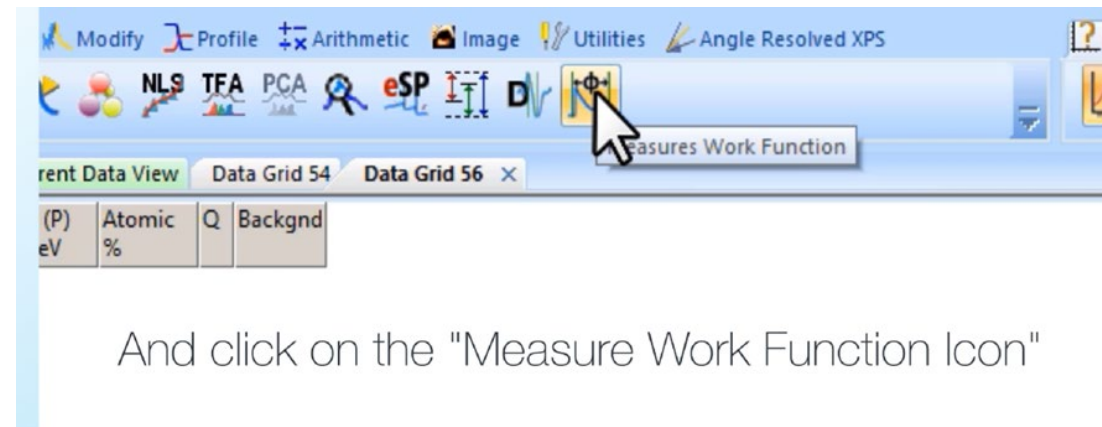 Modify Profile Arithmetic Image Utilities Angle Resolved XPS
NLS TFA PCA eSP D Φ
easures Work Function
rent Data View Data Grid 54 Data Grid 56 ×
(P) Atomic Q Backgnd
eV %
And click on the "Measure Work Function Icon"